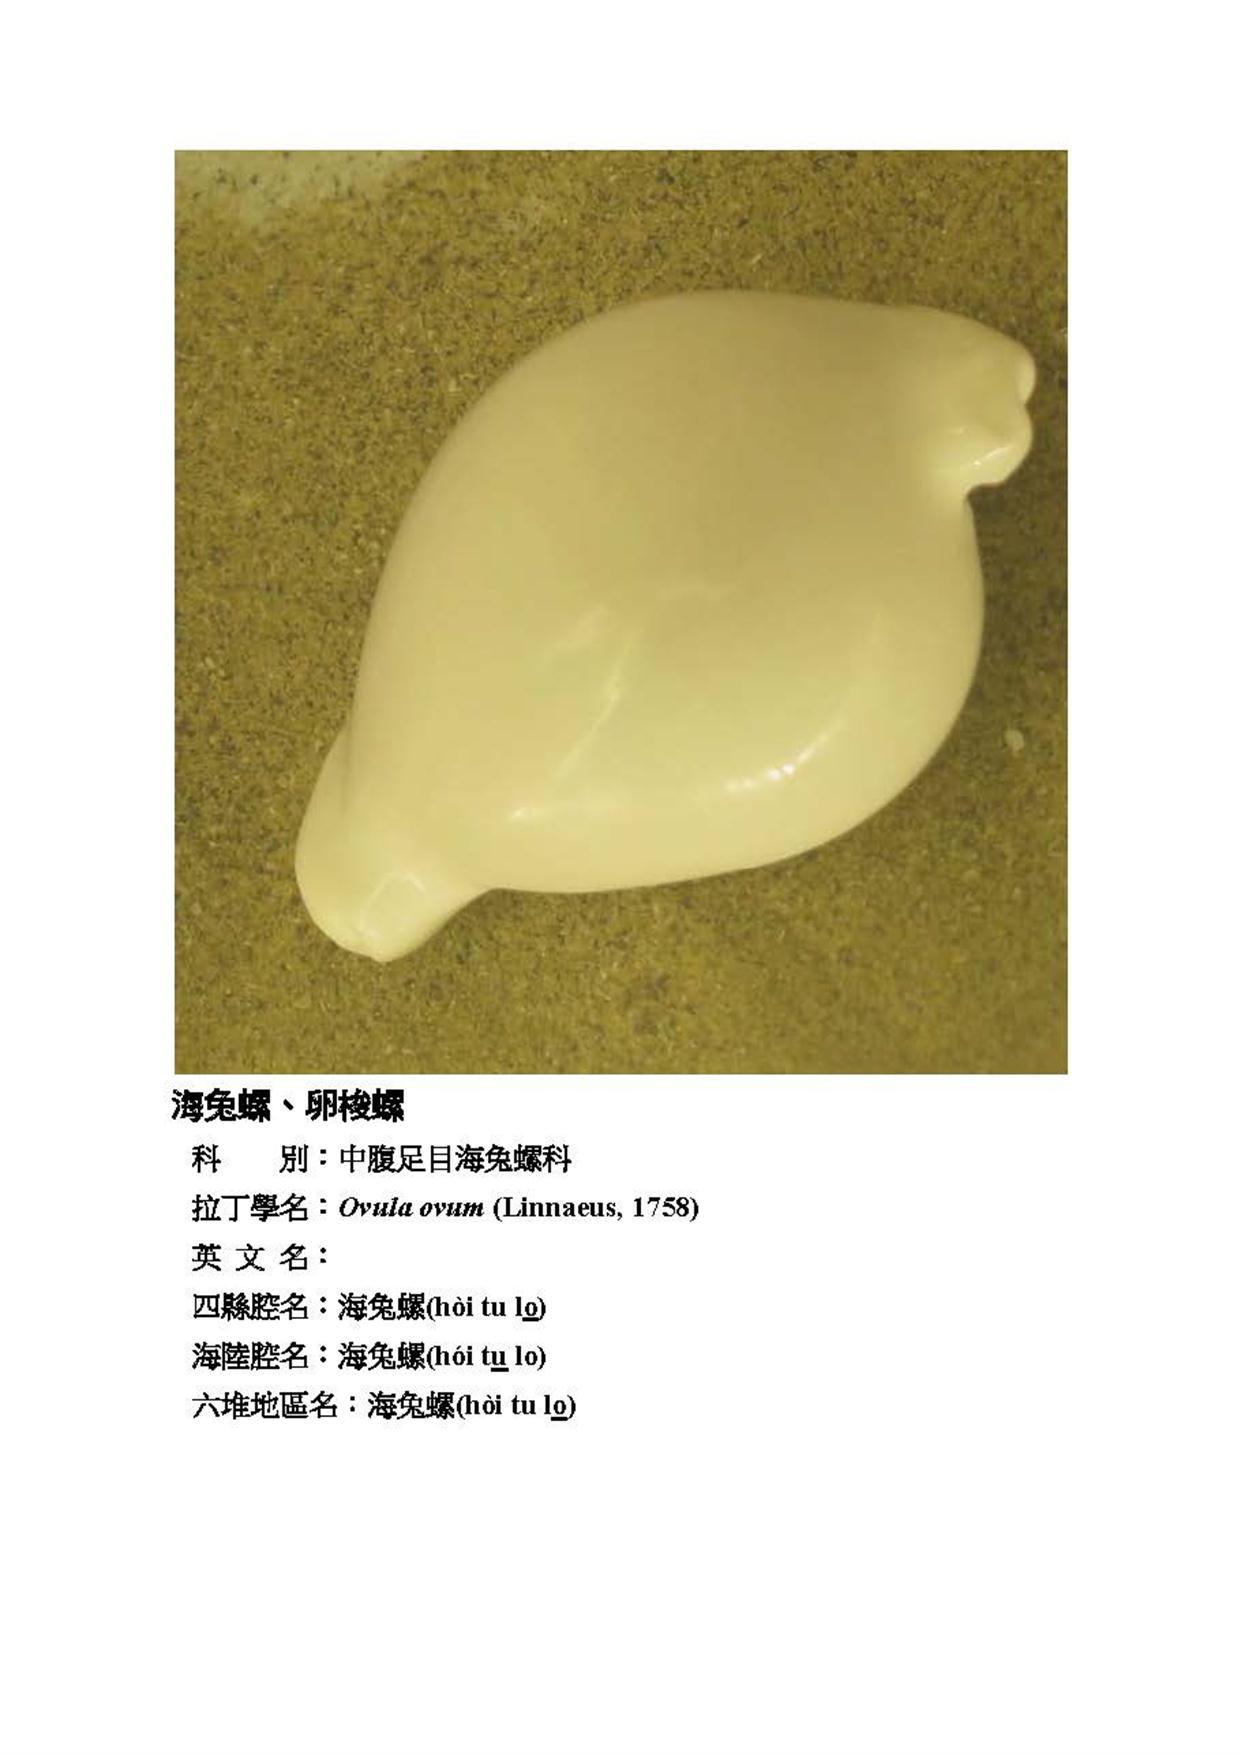 海兔螺、卵梭螺
科　　別：中腹足目海兔螺科
拉丁學名：Ovula ovum (Linnaeus, 1758)
英 文 名：
四縣腔名：海兔螺(hòi tu lo)
海陸腔名：海兔螺(hói tu lo)
六堆地區名：海兔螺(hòi tu lo)